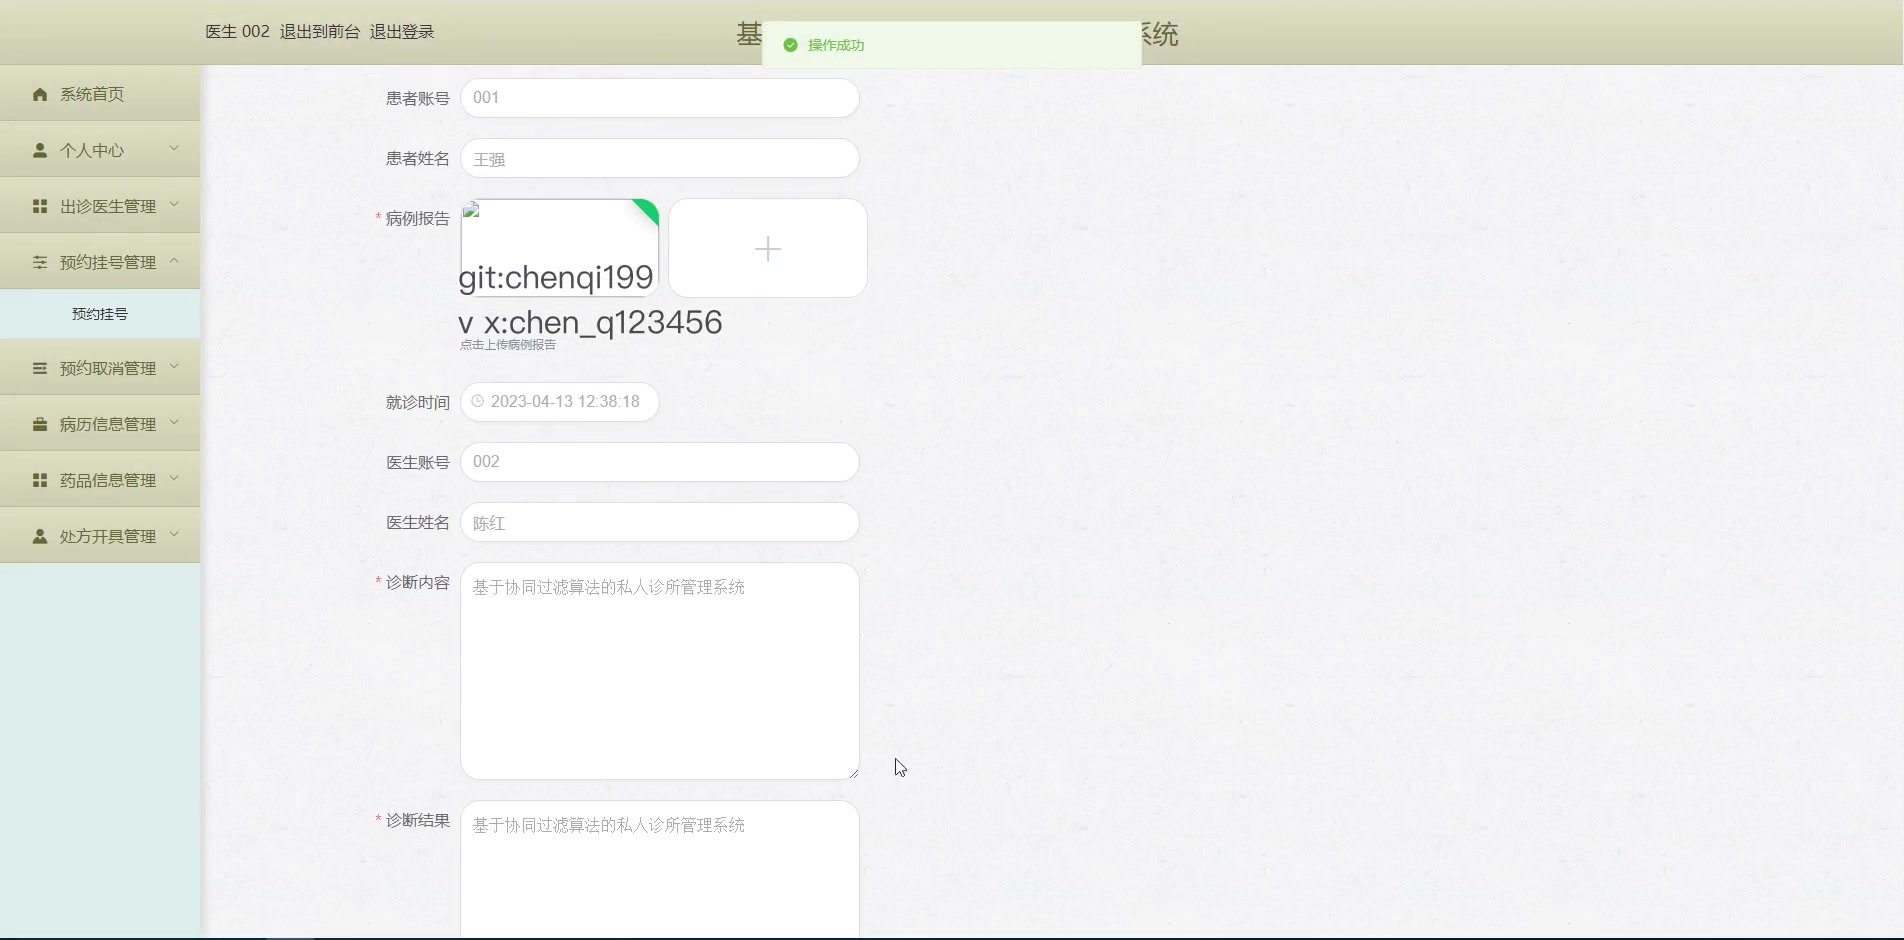 医生 002 退出到前台 退出登录
基
系统
操作成功
系统首页
个人中心
出诊医生管理
预约挂号管理
预约挂号
预约取消管理
病历信息管理
药品信息管理
处方开具管理
患者账号 001
患者姓名 王强
* 病例报告
git:chenqi199
v x:chen_q123456
点击上传病例报告
就诊时间 2023-04-13 12:38:18
医生账号 002
医生姓名 陈红
* 诊断内容 基于协同过滤算法的私人诊所管理系统
* 诊断结果 基于协同过滤算法的私人诊所管理系统